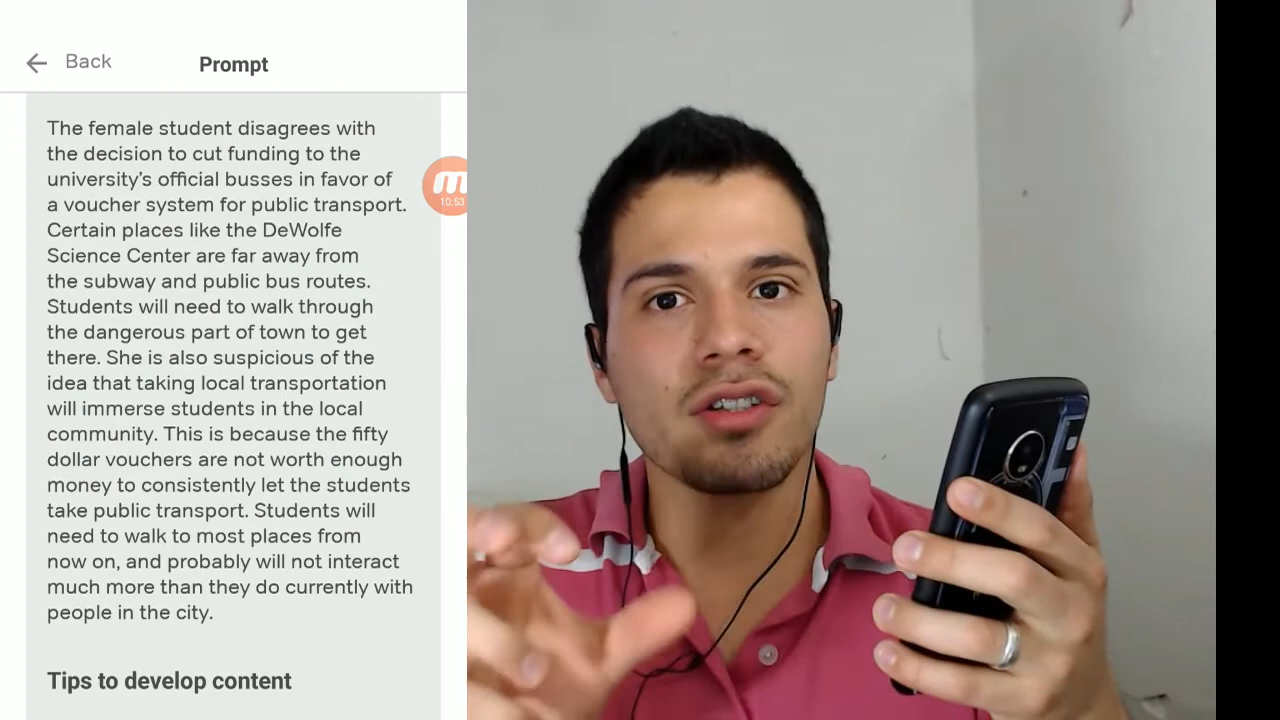 Back
Prompt
The female student disagrees with
the decision to cut funding to the
university's official busses in favor of
a voucher system for public transport.
Certain places like the DeWolfe
Science Center are far away from
the subway and public bus routes.
Students will need to walk through
the dangerous part of town to get
there. She is also suspicious of the
idea that taking local transportation
will immerse students in the local
community. This is because the fifty
dollar vouchers are not worth enough
money to consistently let the students
take public transport. Students will
need to walk to most places from
now on, and probably will not interact
much more than they do currently with
people in the city.
Tips to develop content
m
10:53